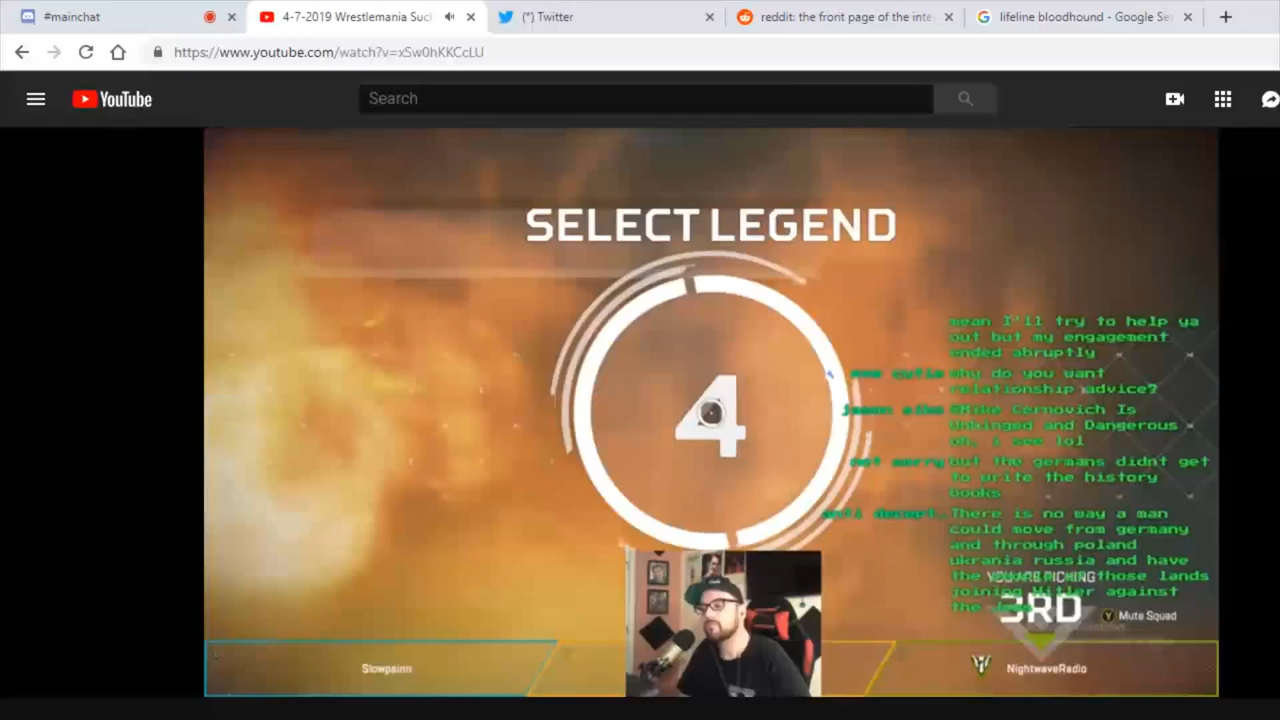 #mainchat
4-7-2019 Wrestlemania Suc
(*) Twitter
reddit: the front page of the inte
lifeline bloodhound - Google Se
https://www.youtube.com/watch?v=xSw0hKKCcLU
YouTube
Search
SELECT LEGEND
4
mean I'll try to help ya
out but my engagement
ended abruptly
why do you want
relationship advice?
@Mike Cernovich Is
Unhinged and Dangerous
oh, i see lol
not sorry but the germans didnt get
to write the history
books
anti decept. There is no way a man
could move from germany
and through poland
ukrania russia and have
the those lands
joining Hitler against
the
YOU ARE PICKING
3RD
Mute Squad
Slowpainn
NightwaveRadio